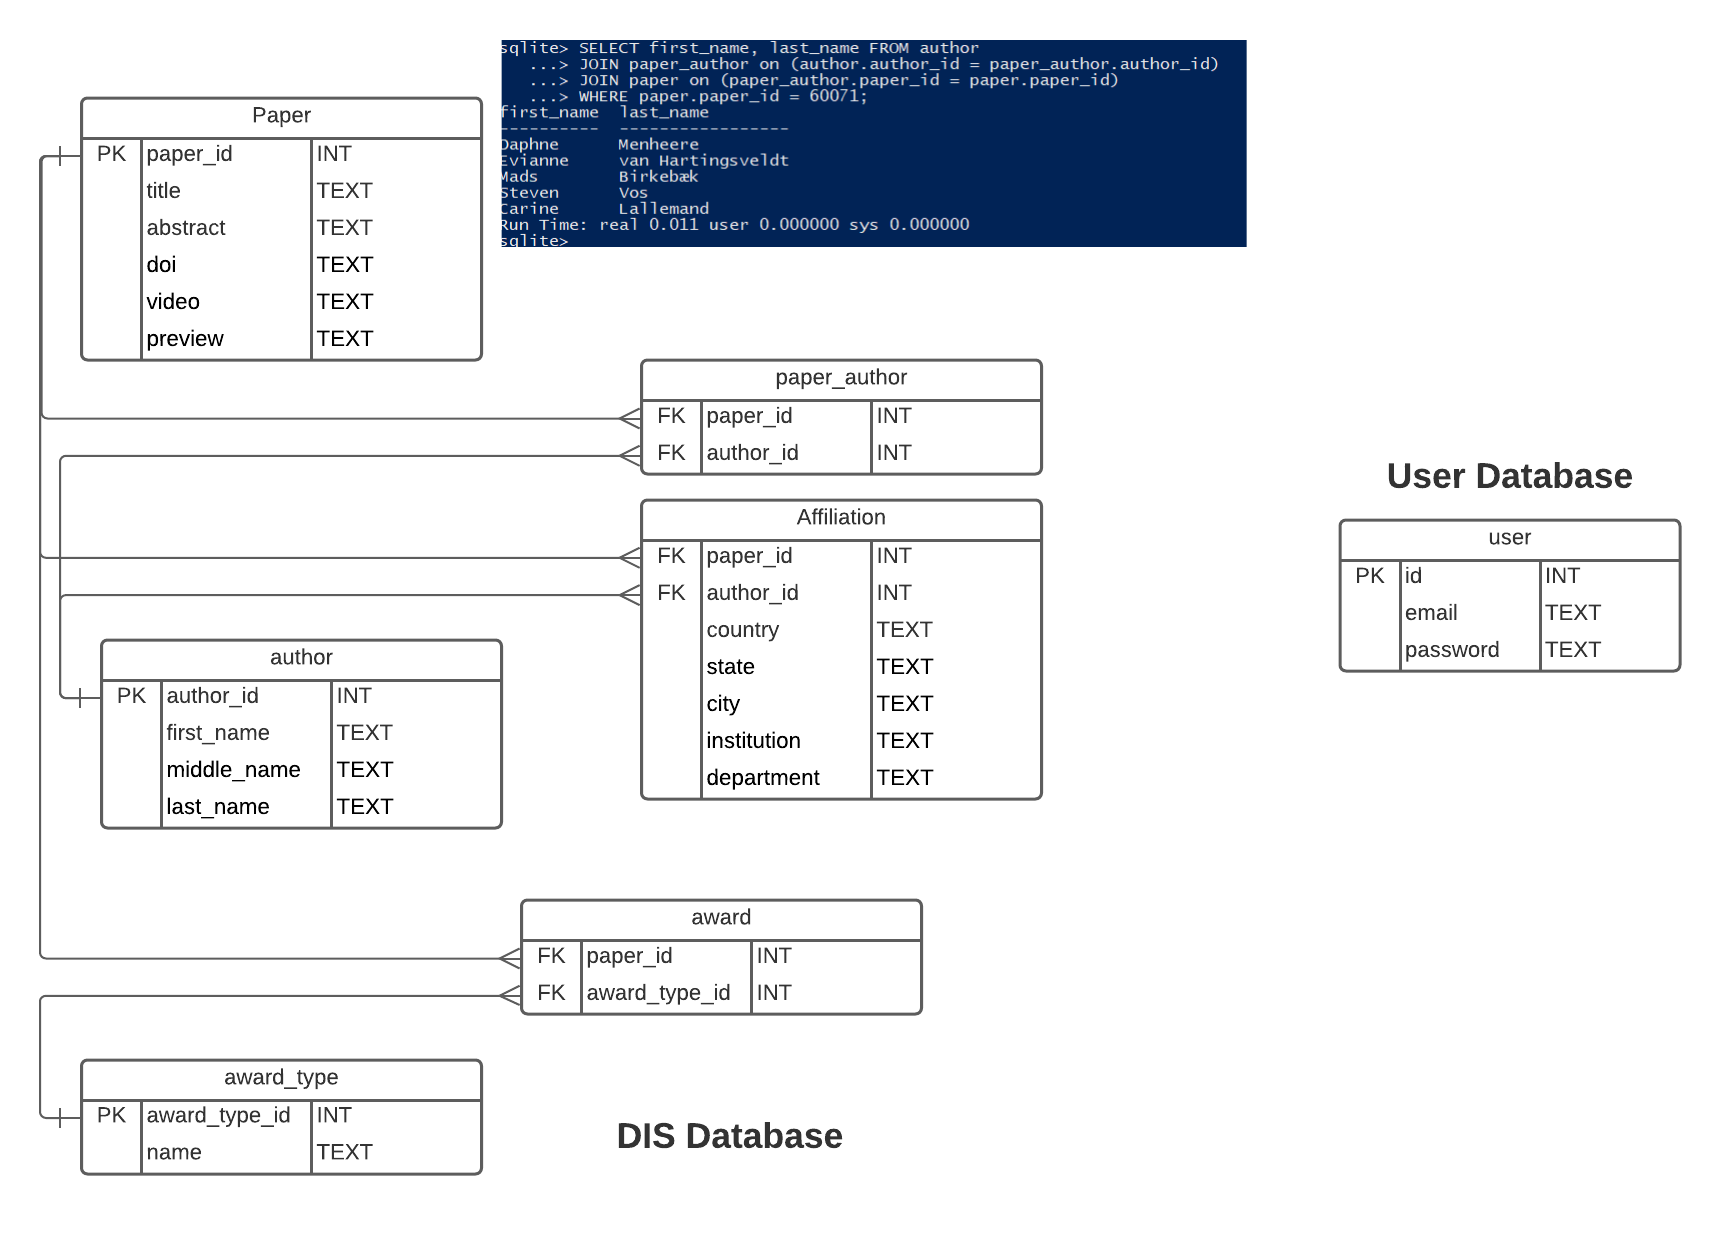 sqlite> SELECT first_name, last_name FROM author
...> JOIN paper_author on (author.author_id = paper_author.author_id)
...> JOIN paper on (paper_author.paper_id = paper.paper_id)
...> WHERE paper.paper_id = 60071;
first_name last_name
---------- -----------------
Daphne Menheere
Evianne van Hartingsveldt
Mads Birkebæk
Steven Vos
Carine Lallemand
Run Time: real 0.011 user 0.000000 sys 0.000000
sqlite>
Paper
PK paper_id INT
title TEXT
abstract TEXT
doi TEXT
video TEXT
preview TEXT
paper_author
FK paper_id INT
FK author_id INT
Affiliation
FK paper_id INT
FK author_id INT
country TEXT
state TEXT
city TEXT
institution TEXT
department TEXT
User Database
user
PK id INT
email TEXT
password TEXT
author
PK author_id INT
first_name TEXT
middle_name TEXT
last_name TEXT
award
FK paper_id INT
FK award_type_id INT
award_type
PK award_type_id INT
name TEXT
DIS Database